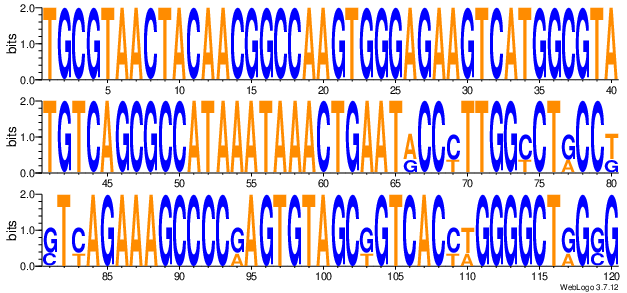 2.0
TGCGTAACTACAACGGCCAAGTGGGAGAAGTCATGGCGTA
bits
1.0
0.0
5 10 15 20 25 30 35 40
2.0
TGTCAGCGCCATAAATAAACTGAATACCCTTGGCCTGCCT
G T T A G
bits
1.0
0.0
45 50 55 60 65 70 75 80
2.0
GTCAGAAAGCCCCGAGTGTAGCGGTCACCTGGGGCTGGGG
C T A T T A A C
bits
1.0
0.0
85 90 95 100 105 110 115 120
WebLogo 3.7.12